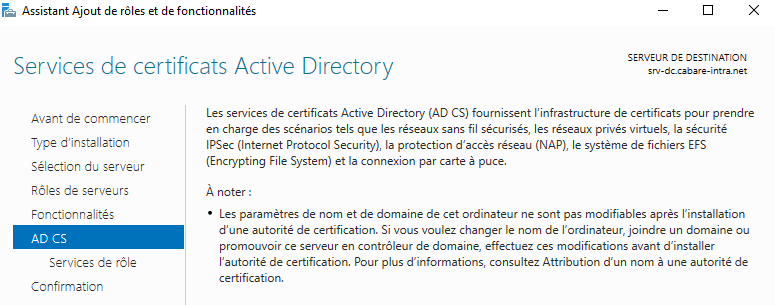 Assistant Ajout de rôles et de fonctionnalités
Services de certificats Active Directory
SERVEUR DE DESTINATION
srv-dc.cabare-intra.net
Avant de commencer
Type d'installation
Sélection du serveur
Rôles de serveurs
Fonctionnalités
AD CS
Services de rôle
Confirmation
Les services de certificats Active Directory (AD CS) fournissent l'infrastructure de certificats pour prendre
en charge des scénarios tels que les réseaux sans fil sécurisés, les réseaux privés virtuels, la sécurité
IPSec (Internet Protocol Security), la protection d'accès réseau (NAP), le système de fichiers EFS
(Encrypting File System) et la connexion par carte à puce.
À noter :
• Les paramètres de nom et de domaine de cet ordinateur ne sont pas modifiables après l'installation
d'une autorité de certification. Si vous voulez changer le nom de l'ordinateur, joindre un domaine ou
promouvoir ce serveur en contrôleur de domaine, effectuez ces modifications avant d'installer
l'autorité de certification. Pour plus d'informations, consultez Attribution d'un nom à une autorité de
certification.